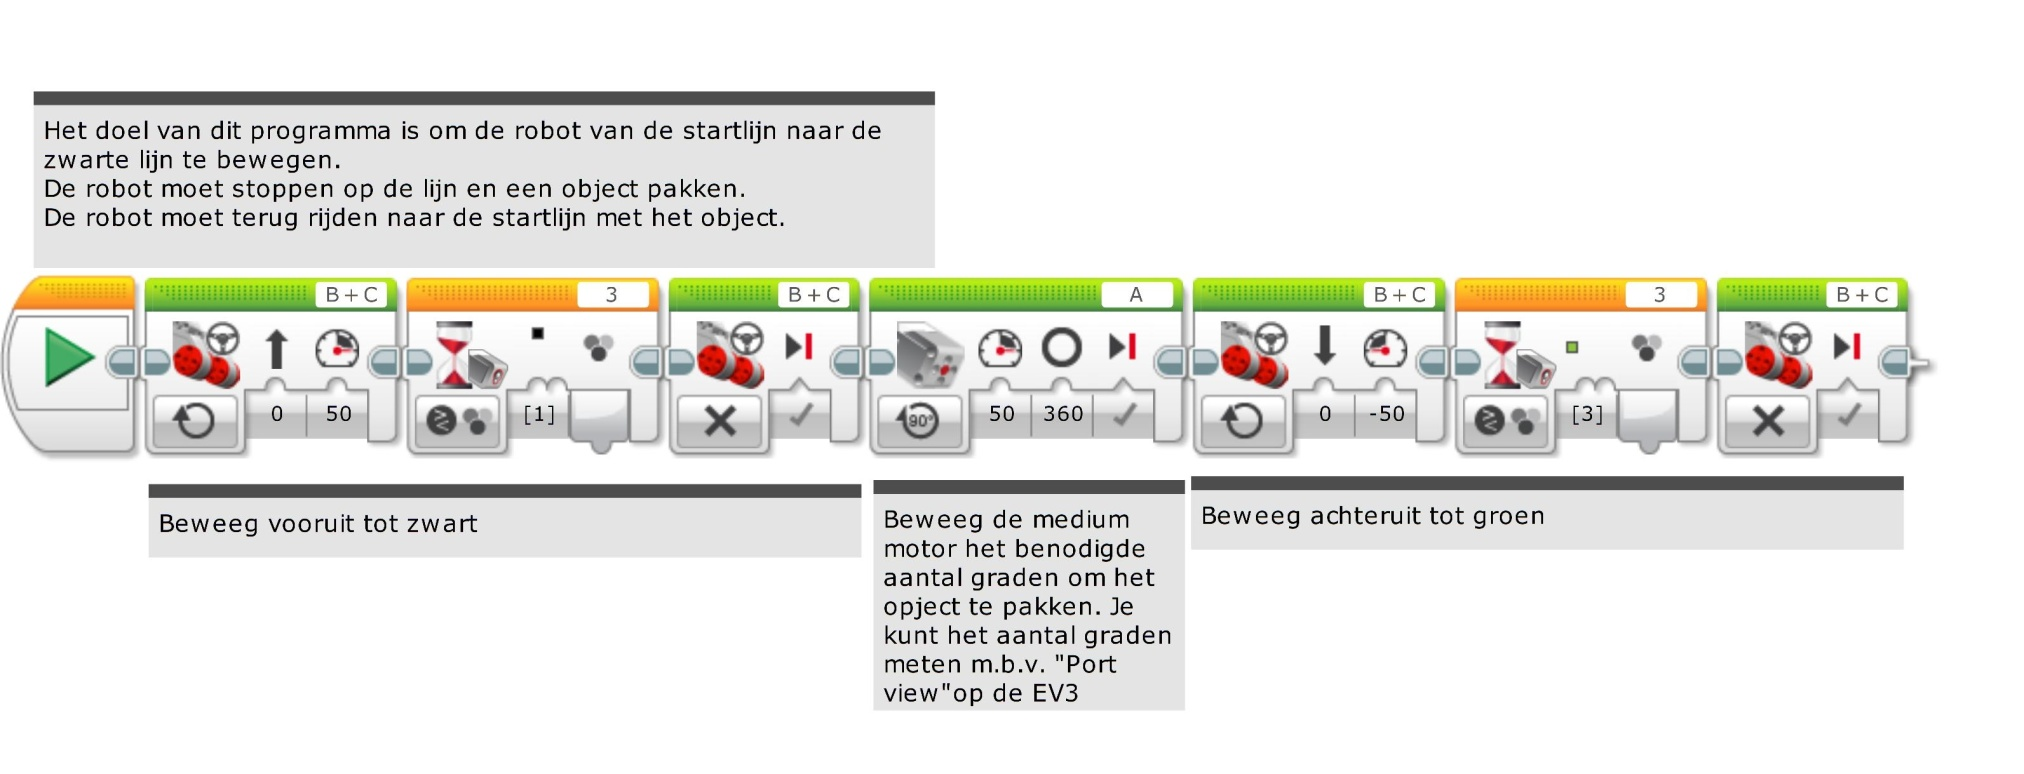 Het doel van dit programma is om de robot van de startlijn naar de
zwarte lijn te bewegen.
De robot moet stoppen op de lijn en een object pakken.
De robot moet terug rijden naar de startlijn met het object.
B + C
3
B + C
A
B + C
3
B + C
0 50
[1]
90°
50 360
0 -50
[3]
Beweeg vooruit tot zwart
Beweeg de medium
motor het benodigde
aantal graden om het
opject te pakken. Je
kunt het aantal graden
meten m.b.v. "Port
view"op de EV3
Beweeg achteruit tot groen